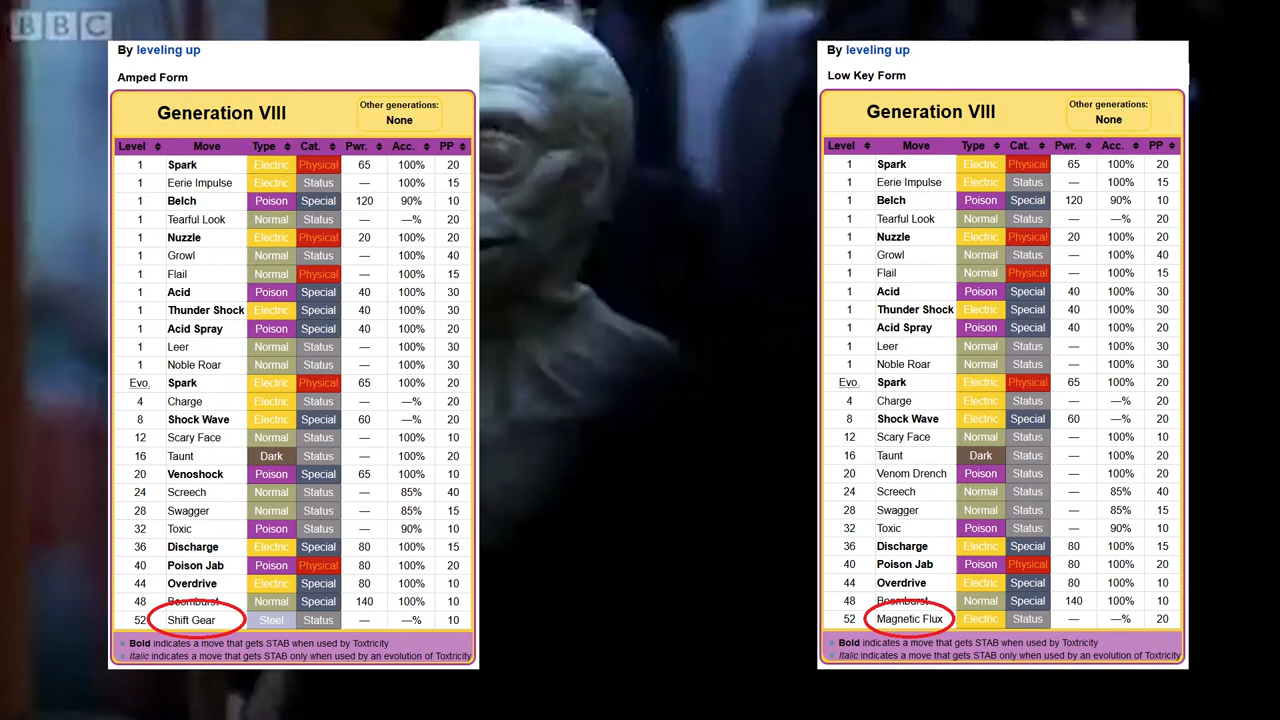 BBC
By leveling up
Amped Form
Generation VIII
Other generations:
None
Level Move Type Cat. Pwr. Acc. PP
1 Spark Electric Physical 65 100% 20
1 Eerie Impulse Electric Status — 100% 15
1 Belch Poison Special 120 90% 10
1 Tearful Look Normal Status — —% 20
1 Nuzzle Electric Physical 20 100% 20
1 Growl Normal Status — 100% 40
1 Flail Normal Physical — 100% 15
1 Acid Poison Special 40 100% 30
1 Thunder Shock Electric Special 40 100% 30
1 Acid Spray Poison Special 40 100% 20
1 Leer Normal Status — 100% 30
1 Noble Roar Normal Status — 100% 30
Evo. Spark Electric Physical 65 100% 20
4 Charge Electric Status — —% 20
8 Shock Wave Electric Special 60 —% 20
12 Scary Face Normal Status — 100% 10
16 Taunt Dark Status — 100% 20
20 Venoshock Poison Special 65 100% 10
24 Screech Normal Status — 85% 40
28 Swagger Normal Status — 85% 15
32 Toxic Poison Status — 90% 10
36 Discharge Electric Special 80 100% 15
40 Poison Jab Poison Physical 80 100% 20
44 Overdrive Electric Special 80 100% 10
48 Boomburst Normal Special 140 100% 10
52 Shift Gear Steel Status — —% 10
Bold indicates a move that gets STAB when used by Toxtricity
Italic indicates a move that gets STAB only when used by an evolution of Toxtricity
By leveling up
Low Key Form
Generation VIII
Other generations:
None
Level Move Type Cat. Pwr. Acc. PP
1 Spark Electric Physical 65 100% 20
1 Eerie Impulse Electric Status — 100% 15
1 Belch Poison Special 120 90% 10
1 Tearful Look Normal Status — —% 20
1 Nuzzle Electric Physical 20 100% 20
1 Growl Normal Status — 100% 40
1 Flail Normal Physical — 100% 15
1 Acid Poison Special 40 100% 30
1 Thunder Shock Electric Special 40 100% 30
1 Acid Spray Poison Special 40 100% 20
1 Leer Normal Status — 100% 30
1 Noble Roar Normal Status — 100% 30
Evo. Spark Electric Physical 65 100% 20
4 Charge Electric Status — —% 20
8 Shock Wave Electric Special 60 —% 20
12 Scary Face Normal Status — 100% 10
16 Taunt Dark Status — 100% 20
20 Venom Drench Poison Status — 100% 20
24 Screech Normal Status — 85% 40
28 Swagger Normal Status — 85% 15
32 Toxic Poison Status — 90% 10
36 Discharge Electric Special 80 100% 15
40 Poison Jab Poison Physical 80 100% 20
44 Overdrive Electric Special 80 100% 10
48 Boomburst Normal Special 140 100% 10
52 Magnetic Flux Electric Status — —% 20
Bold indicates a move that gets STAB when used by Toxtricity
Italic indicates a move that gets STAB only when used by an evolution of Toxtricity